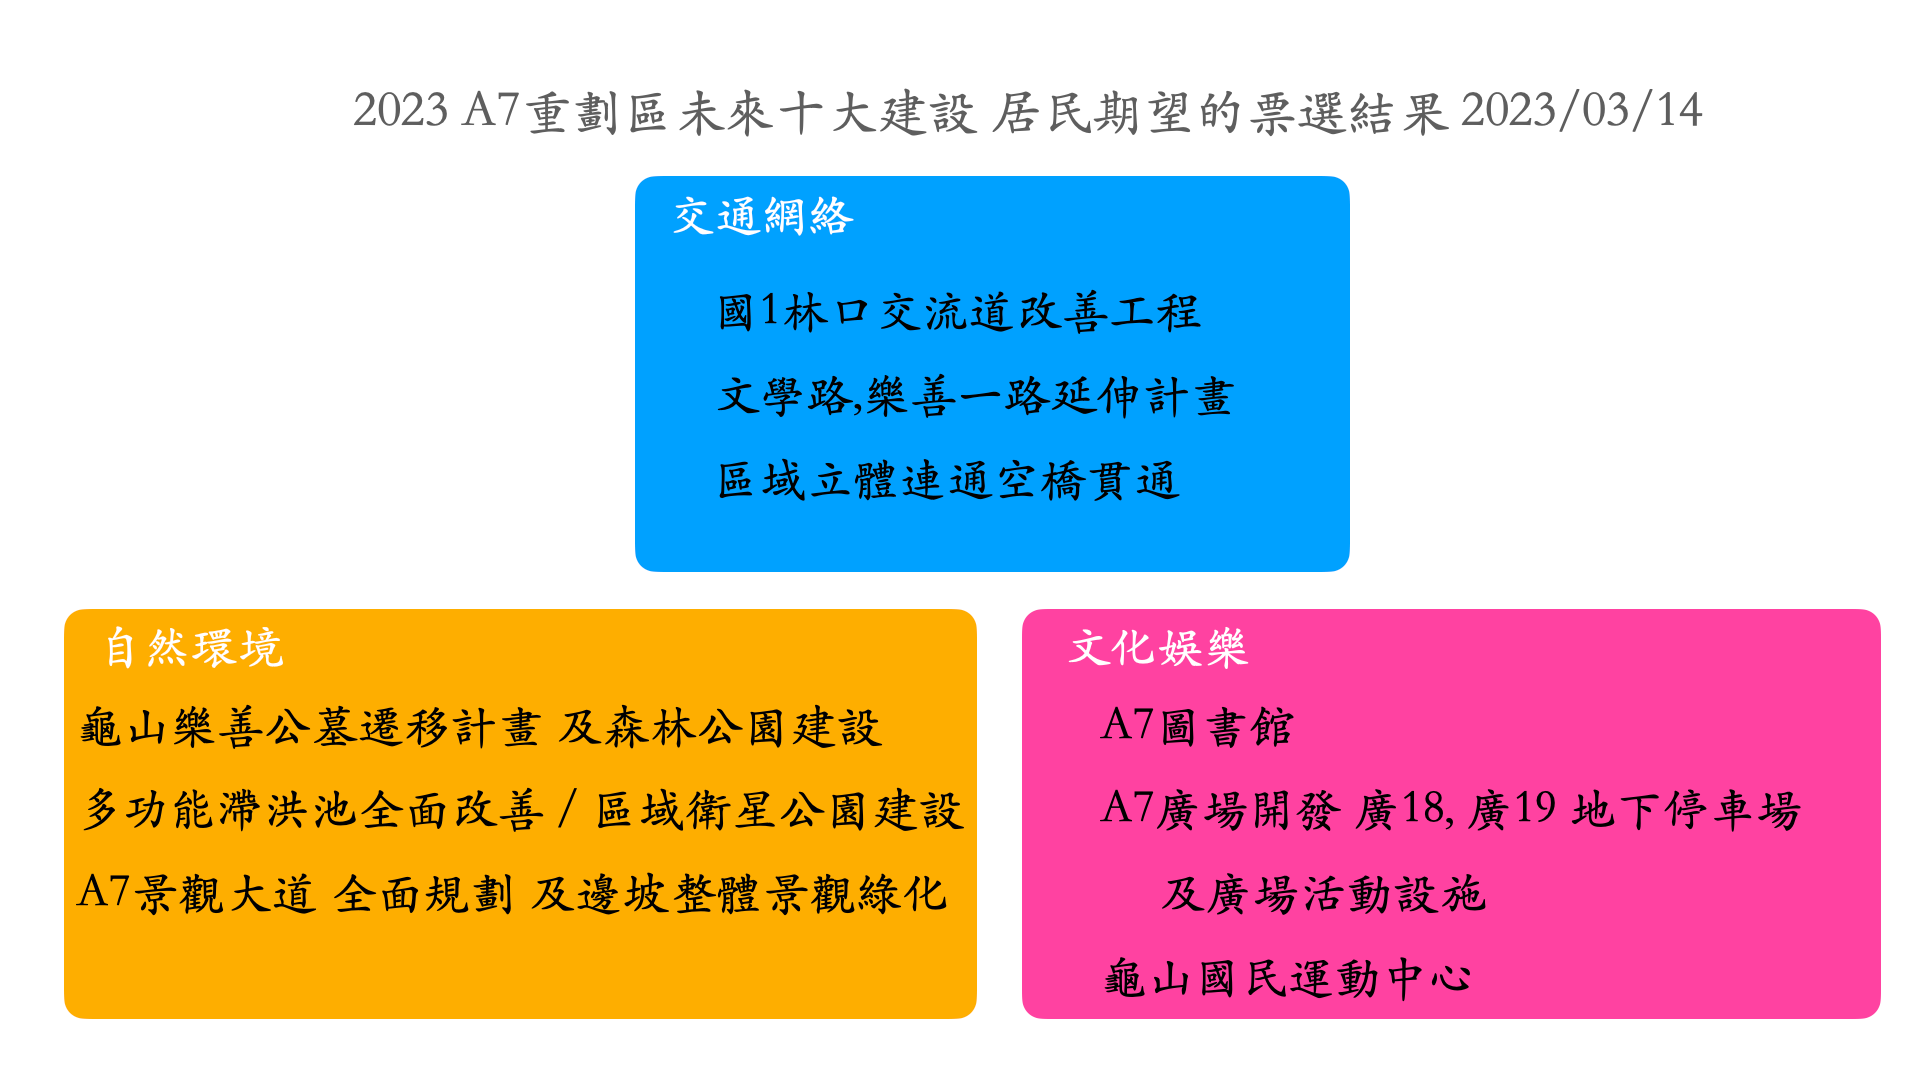 2023 A7重劃區未來十大建設 居民期望的票選結果 2023/03/14
交通網絡
國1林口交流道改善工程
文學路,樂善一路延伸計畫
區域立體連通空橋貫通
自然環境
龜山樂善公墓遷移計畫 及森林公園建設
多功能滯洪池全面改善 / 區域衛星公園建設
A7景觀大道 全面規劃 及邊坡整體景觀綠化
文化娛樂
A7圖書館
A7廣場開發 廣18, 廣19 地下停車場
及廣場活動設施
龜山國民運動中心